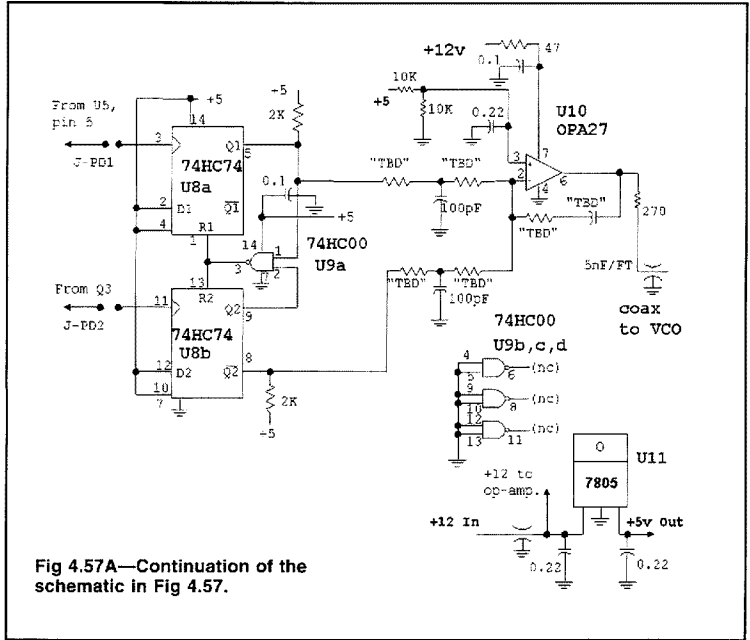 +12v
47
0.1
10K
+5
10K
0.22
U10
OPA27
3
2
7
4
6
+5
2K
+5
14
From U5,
pin 5
J-PD1
3
Q1
5
74HC74
U8a
2
D1
Q1
4
R1
1
0.1
+5
74HC00
U9a
14
1
2
3
"TBD"
"TBD"
100pF
"TBD"
"TBD"
270
5nF/FT
coax
to VCO
13
R2
From Q3
J-PD2
11
Q2
9
74HC74
U8b
8
12
D2
Q2
10
7
2K
+5
"TBD"
"TBD"
100pF
74HC00
U9b,c,d
4
5
6
(nc)
9
10
8
(nc)
12
13
11
(nc)
+12 to
op-amp.
O
U11
7805
+12 In
+5v Out
0.22
0.22
Fig 4.57A—Continuation of the
schematic in Fig 4.57.